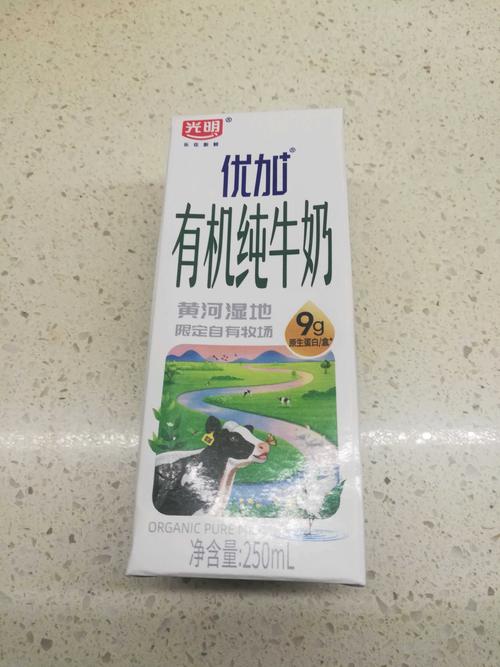 光明®
乐在新鲜
优加®
有机纯牛奶
黄河湿地
限定自有牧场
9g
原生蛋白/盒*
ORGANIC PURE
净含量:250mL